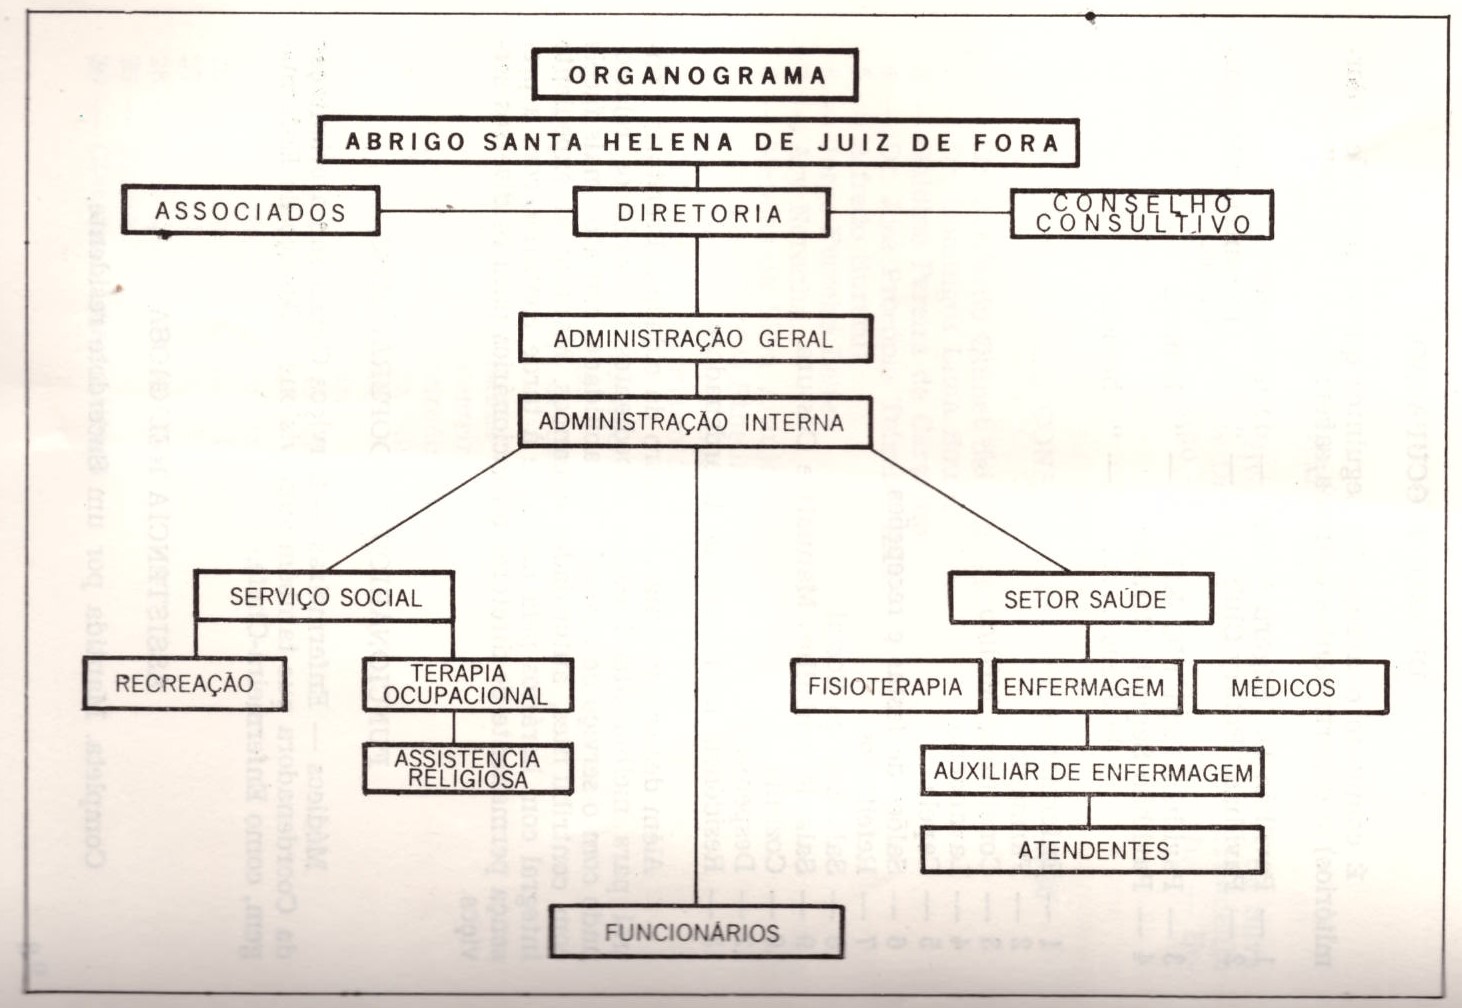 ORGANOGRAMA
ABRIGO SANTA HELENA DE JUIZ DE FORA
ASSOCIADOS
DIRETORIA
CONSELHO
CONSULTIVO
ADMINISTRAÇÃO GERAL
ADMINISTRAÇÃO INTERNA
SERVIÇO SOCIAL
SETOR SAÚDE
RECREAÇÃO
TERAPIA
OCUPACIONAL
FISIOTERAPIA
ENFERMAGEM
MÉDICOS
ASSISTENCIA
RELIGIOSA
AUXILIAR DE ENFERMAGEM
ATENDENTES
FUNCIONÁRIOS